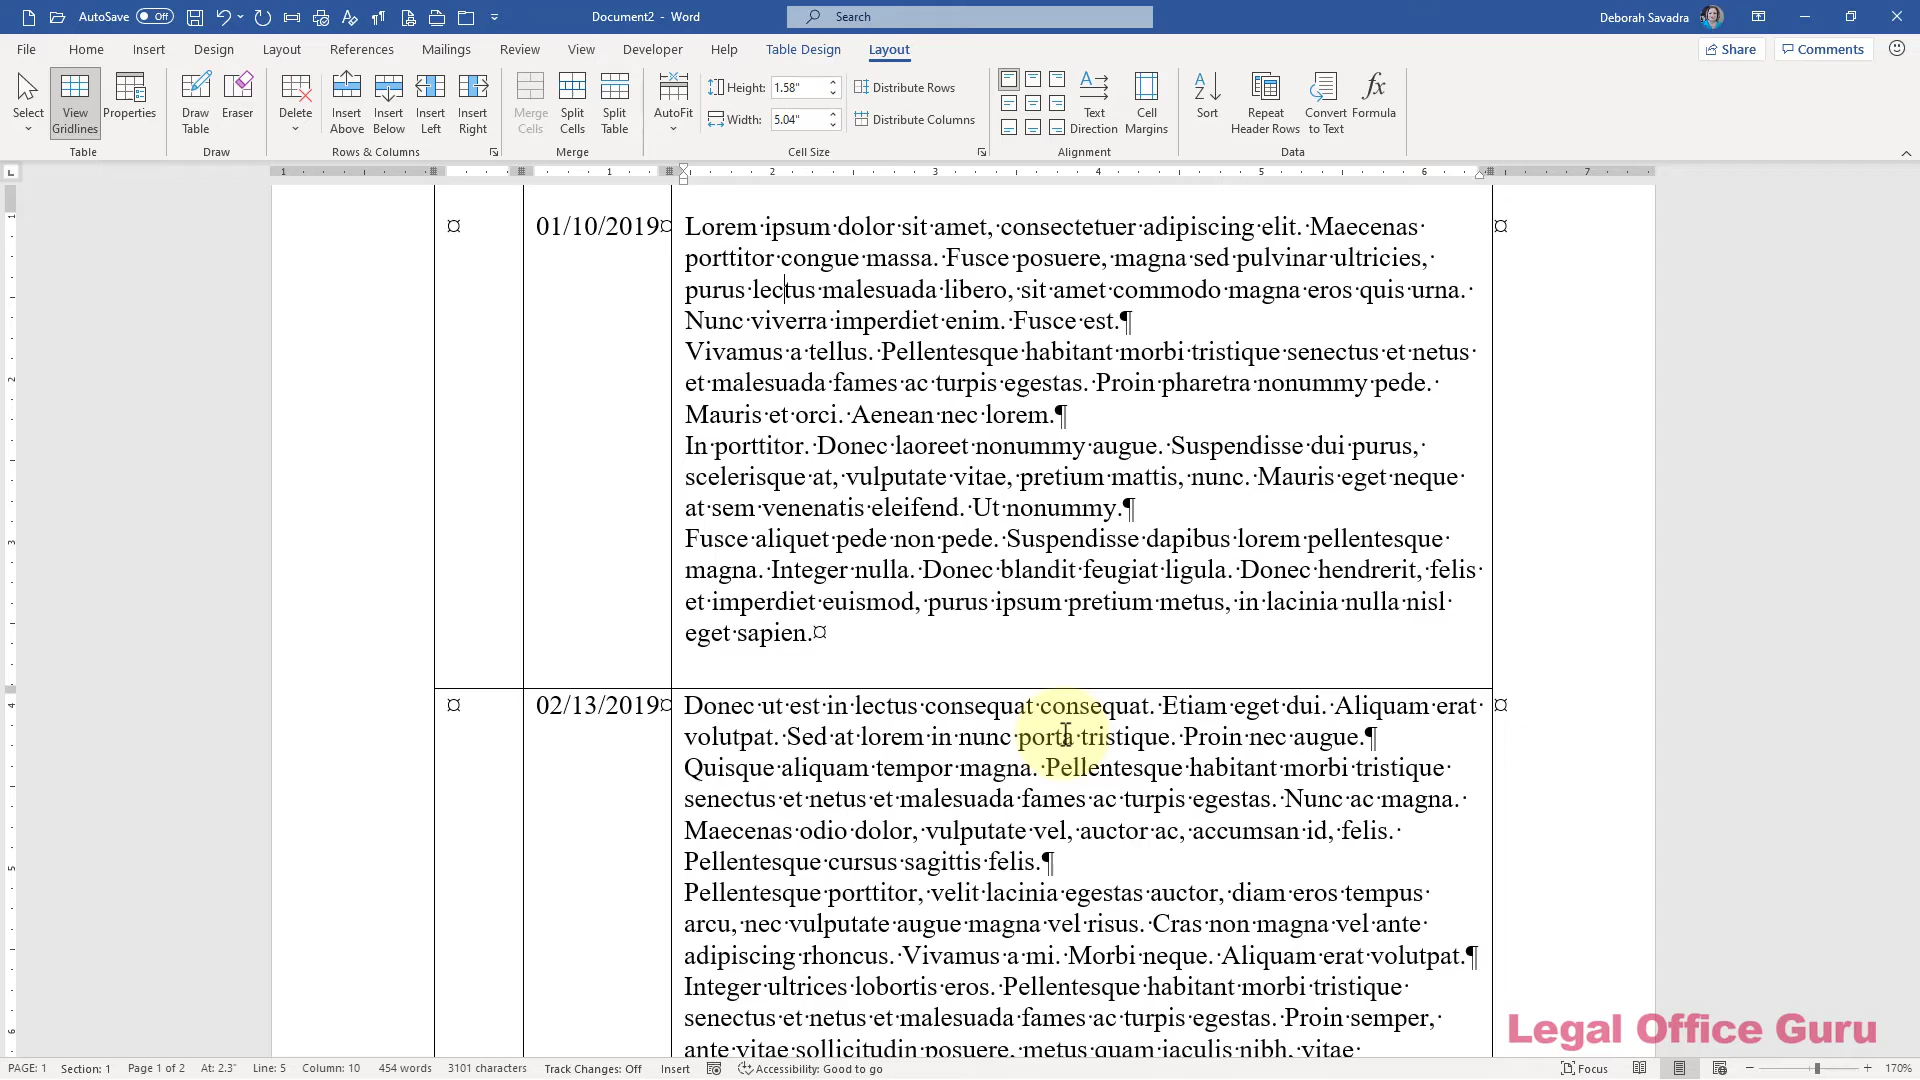 AutoSave Off Document2 - Word Search Deborah Savadra
File Home Insert Design Layout References Mailings Review View Developer Help Table Design Layout Share Comments
Select View Gridlines Properties Draw Table Eraser Delete Insert Above Insert Below Insert Left Insert Right Merge Cells Split Cells Split Table AutoFit Height: 1.58" Distribute Rows Width: 5.04" Distribute Columns Text Direction Cell Margins Sort Repeat Header Rows Convert to Text Formula
Table Draw Rows & Columns Merge Cell Size Alignment Data
1 1 2 3 4 5 6 7
01/10/2019¤ Lorem·ipsum·dolor·sit·amet,·consectetuer·adipiscing·elit.··Maecenas·
porttitor·congue·massa.··Fusce·posuere,·magna·sed·pulvinar·ultricies,·
purus·lectus·malesuada·libero,·sit·amet·commodo·magna·eros·quis·urna.··
Nunc·viverra·imperdiet·enim.··Fusce·est.¶
Vivamus·a·tellus.··Pellentesque·habitant·morbi·tristique·senectus·et·netus·
et·malesuada·fames·ac·turpis·egestas.··Proin·pharetra·nonummy·pede.··
Mauris·et·orci.··Aenean·nec·lorem.¶
In·porttitor.··Donec·laoreet·nonummy·augue.··Suspendisse·dui·purus,·
scelerisque·at,·vulputate·vitae,·pretium·mattis,·nunc.··Mauris·eget·neque·
at·sem·venenatis·eleifend.··Ut·nonummy.¶
Fusce·aliquet·pede·non·pede.··Suspendisse·dapibus·lorem·pellentesque·
magna.··Integer·nulla.··Donec·blandit·feugiat·ligula.··Donec·hendrerit,·felis·
et·imperdiet·euismod,·purus·ipsum·pretium·metus,·in·lacinia·nulla·nisl·
eget·sapien.¤
02/13/2019¤ Donec·ut·est·in·lectus·consequat·consequat.··Etiam·eget·dui.··Aliquam·erat·
volutpat.··Sed·at·lorem·in·nunc·porta·tristique.··Proin·nec·augue.¶
Quisque·aliquam·tempor·magna.··Pellentesque·habitant·morbi·tristique·
senectus·et·netus·et·malesuada·fames·ac·turpis·egestas.··Nunc·ac·magna.··
Maecenas·odio·dolor,·vulputate·vel,·auctor·ac,·accumsan·id,·felis.··
Pellentesque·cursus·sagittis·felis.¶
Pellentesque·porttitor,·velit·lacinia·egestas·auctor,·diam·eros·tempus·
arcu,·nec·vulputate·augue·magna·vel·risus.··Cras·non·magna·vel·ante·
adipiscing·rhoncus.··Vivamus·a·mi.··Morbi·neque.··Aliquam·erat·volutpat.¶
Integer·ultrices·lobortis·eros.··Pellentesque·habitant·morbi·tristique·
senectus·et·netus·et·malesuada·fames·ac·turpis·egestas.··Proin·semper,·
ante·vitae·sollicitudin·posuere,·metus·quam·iaculis·nibh,·vitae·
Legal Office Guru
PAGE: 1 Section: 1 Page 1 of 2 At: 2.3" Line: 5 Column: 10 454 words 3101 characters Track Changes: Off Insert Accessibility: Good to go Focus 170%